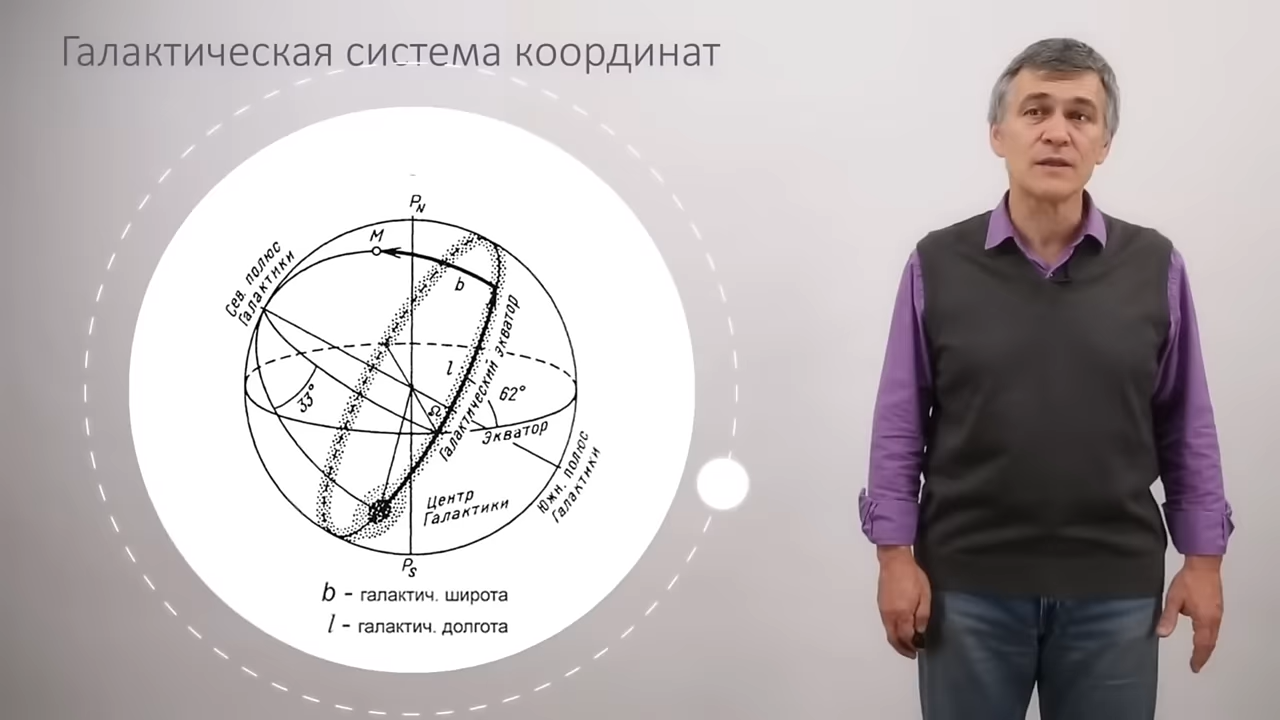 Галактическая система координат
P_N
M
Сев. полюс
Галактики
b
l
Галактический экватор
33°
62°
Экватор
Центр
Галактики
Южн. полюс
Галактики
P_S
b - галактич. широта
l - галактич. долгота